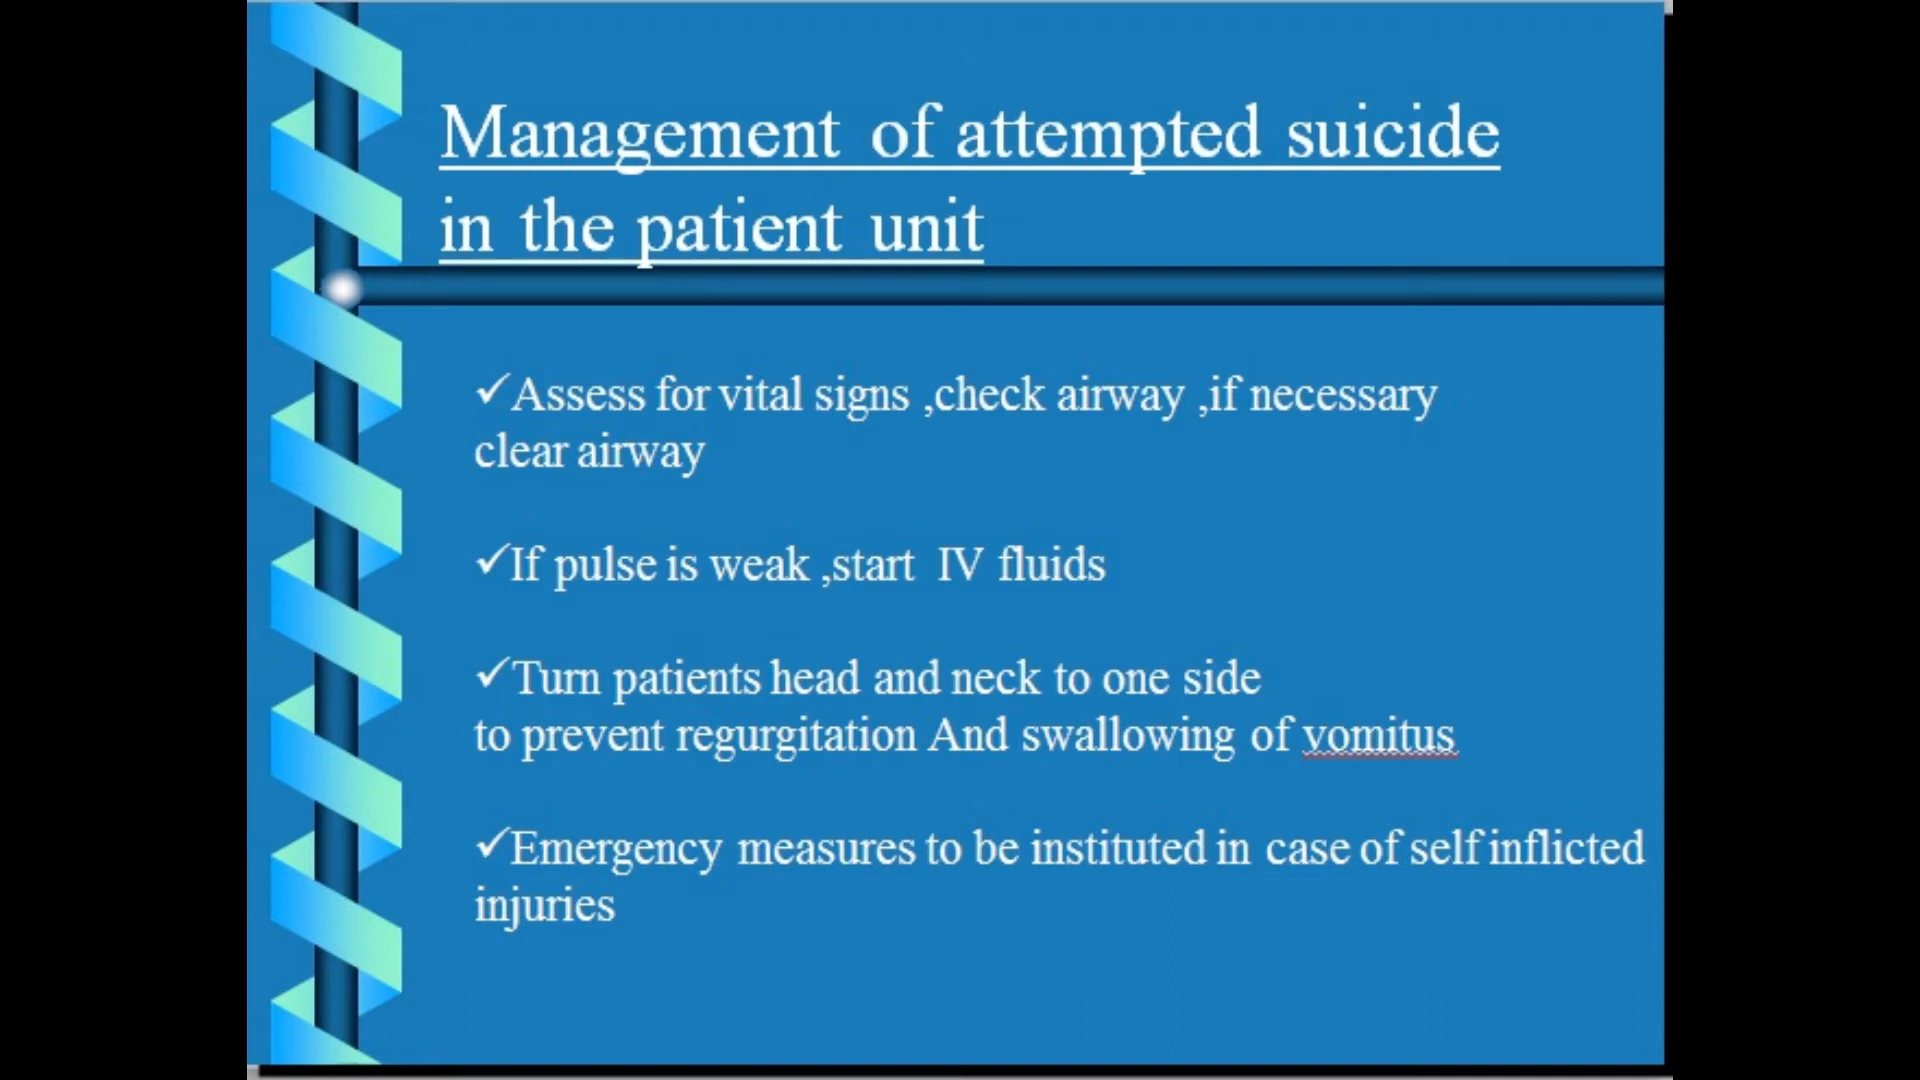 Management of attempted suicide
in the patient unit
✓Assess for vital signs ,check airway ,if necessary
clear airway
✓If pulse is weak ,start IV fluids
✓Turn patients head and neck to one side
to prevent regurgitation And swallowing of vomitus
✓Emergency measures to be instituted in case of self inflicted
injuries